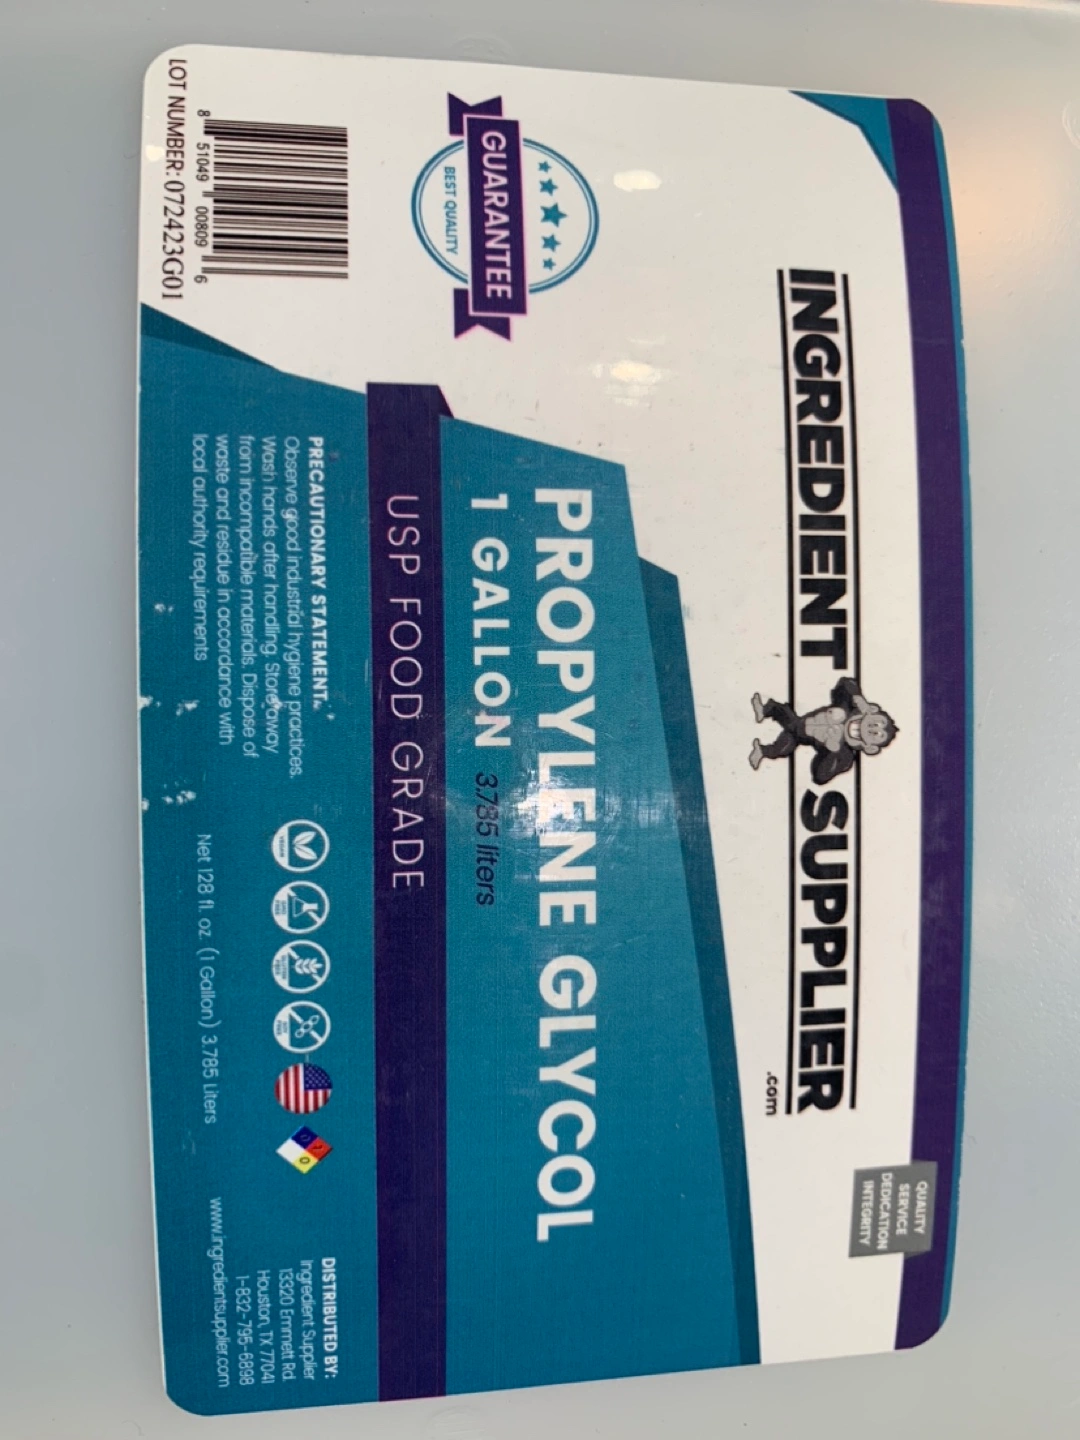 QUALITY
SERVICE
DEDICATION
INTEGRITY
INGREDIENT SUPPLIER
.com
GUARANTEE
BEST QUALITY
PROPYLENE GLYCOL
1 GALLON 3.785 liters
USP FOOD GRADE
8 51049 00809 6
LOT NUMBER: 072423G01
PRECAUTIONARY STATEMENT.
Observe good industrial hygiene practices.
Wash hands after handling. Store away
from incompatible materials. Dispose of
waste and residue in accordance with
local authority requirements
VEGAN
Net 128 fl. oz. (1 Gallon) 3.785 Liters
DISTRIBUTED BY:
Ingredient Supplier
13320 Emmett Rd.
Houston, TX 77041
1-832-795-6898
www.ingredientsupplier.com